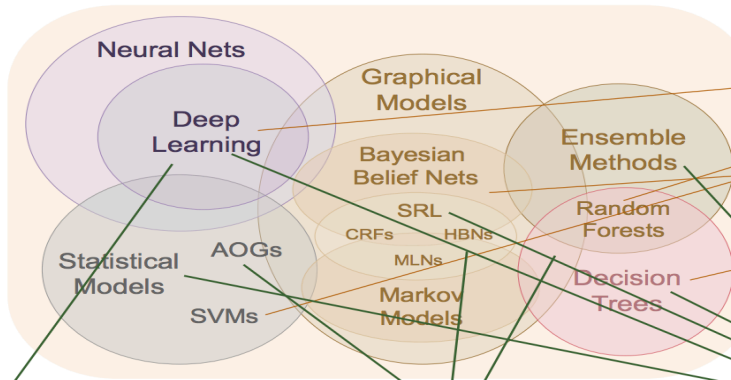 Neural Nets
Deep
Learning
Graphical
Models
Bayesian
Belief Nets
SRL
CRFs
HBNs
MLNs
Markov
Models
Ensemble
Methods
Random
Forests
Decision
Trees
Statistical
Models
AOGs
SVMs